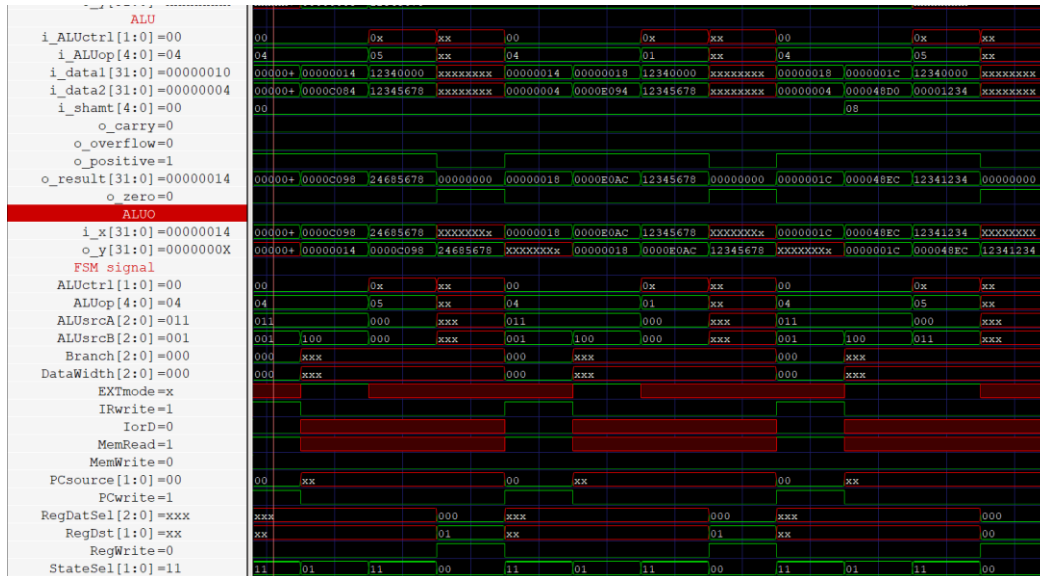 ALU
i_ALUctrl[1:0]=00 00 0x xx 00 0x xx 00 0x xx
i_ALUop[4:0]=04 04 05 xx 04 01 xx 04 05 xx
i_data1[31:0]=00000010 00000+ 00000014 12340000 xxxxxxxx 00000014 00000018 12340000 xxxxxxxx 00000018 0000001C 12340000 xxxxxxxx
i_data2[31:0]=00000004 00000+ 0000C084 12345678 xxxxxxxx 00000004 0000E094 12345678 xxxxxxxx 00000004 000048D0 00001234 xxxxxxxx
i_shamt[4:0]=00 00 08
o_carry=0
o_overflow=0
o_positive=1
o_result[31:0]=00000014 00000+ 0000C098 24685678 00000000 00000018 0000E0AC 12345678 00000000 0000001C 000048EC 12341234 00000000
o_zero=0
ALUO
i_x[31:0]=00000014 00000+ 0000C098 24685678 XXXXXXXx 00000018 0000E0AC 12345678 XXXXXXXx 0000001C 000048EC 12341234 XXXXXXXX
o_y[31:0]=0000000X 00000+ 00000014 0000C098 24685678 XXXXXXXx 00000018 0000E0AC 12345678 XXXXXXXx 0000001C 000048EC 12341234
FSM signal
ALUctrl[1:0]=00 00 0x xx 00 0x xx 00 0x xx
ALUop[4:0]=04 04 05 xx 04 01 xx 04 05 xx
ALUsrcA[2:0]=011 011 000 xxx 011 000 xxx 011 000 xxx
ALUsrcB[2:0]=001 001 100 000 xxx 001 100 000 xxx 001 100 011 xxx
Branch[2:0]=000 000 xxx 000 xxx 000 xxx
DataWidth[2:0]=000 000 xxx 000 xxx 000 xxx
EXTmode=x
IRwrite=1
IorD=0
MemRead=1
MemWrite=0
PCsource[1:0]=00 00 xx 00 xx 00 xx
PCwrite=1
RegDatSel[2:0]=xxx xxx 000 xxx 000 xxx 000
RegDst[1:0]=xx xx 01 xx 01 xx 00
RegWrite=0
StateSel[1:0]=11 11 01 11 00 11 01 11 00 11 01 11 00